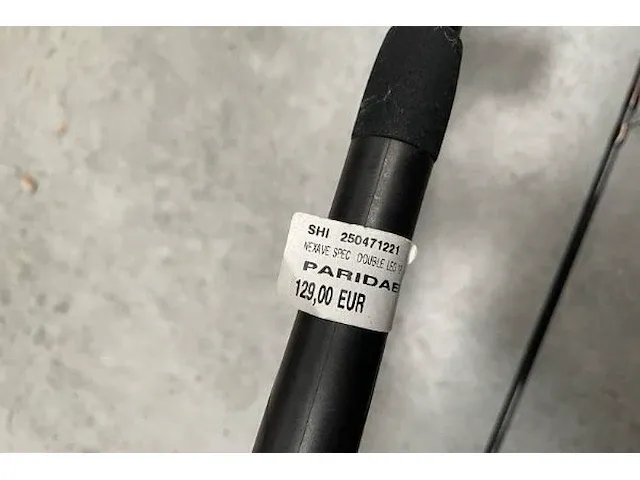 SHI 250471221
NEXAVE SPEC DOUBLE LEG
PARIDAE
129,00 EUR